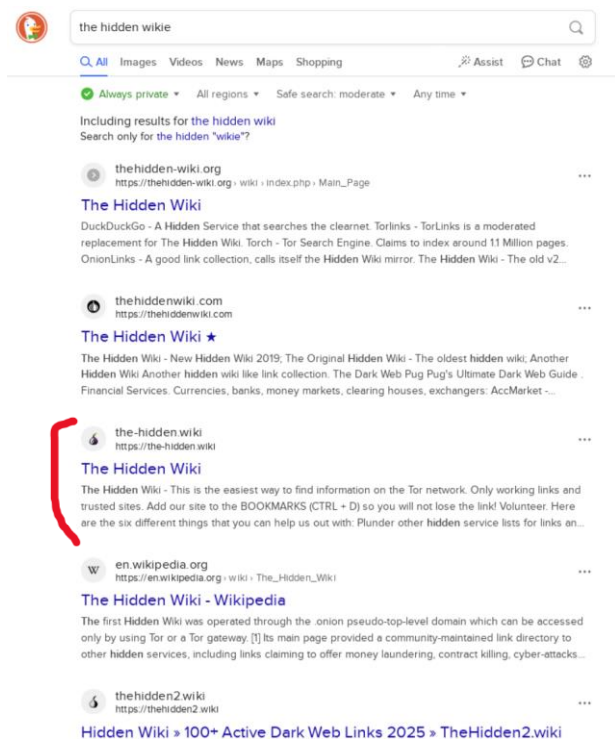 the hidden wikie
All Images Videos News Maps Shopping Assist Chat
Always private All regions Safe search: moderate Any time
Including results for the hidden wiki
Search only for the hidden "wikie"?
thehidden-wiki.org
https://thehidden-wiki.org › wiki › index.php › Main_Page
The Hidden Wiki
DuckDuckGo - A Hidden Service that searches the clearnet. Torlinks - TorLinks is a moderated
replacement for The Hidden Wiki. Torch - Tor Search Engine. Claims to index around 1.1 Million pages.
OnionLinks - A good link collection, calls itself the Hidden Wiki mirror. The Hidden Wiki - The old v2...
thehiddenwiki.com
https://thehiddenwiki.com
The Hidden Wiki ★
The Hidden Wiki - New Hidden Wiki 2019; The Original Hidden Wiki - The oldest hidden wiki; Another
Hidden Wiki Another hidden wiki like link collection. The Dark Web Pug Pug's Ultimate Dark Web Guide .
Financial Services. Currencies, banks, money markets, clearing houses, exchangers: AccMarket -...
the-hidden.wiki
https://the-hidden.wiki
The Hidden Wiki
The Hidden Wiki - This is the easiest way to find information on the Tor network. Only working links and
trusted sites. Add our site to the BOOKMARKS (CTRL + D) so you will not lose the link! Volunteer. Here
are the six different things that you can help us out with: Plunder other hidden service lists for links an...
W
en.wikipedia.org
https://en.wikipedia.org › wiki › The_Hidden_Wiki
The Hidden Wiki - Wikipedia
The first Hidden Wiki was operated through the .onion pseudo-top-level domain which can be accessed
only by using Tor or a Tor gateway. [1] Its main page provided a community-maintained link directory to
other hidden services, including links claiming to offer money laundering, contract killing, cyber-attacks...
thehidden2.wiki
https://thehidden2.wiki
Hidden Wiki » 100+ Active Dark Web Links 2025 » TheHidden2.wiki